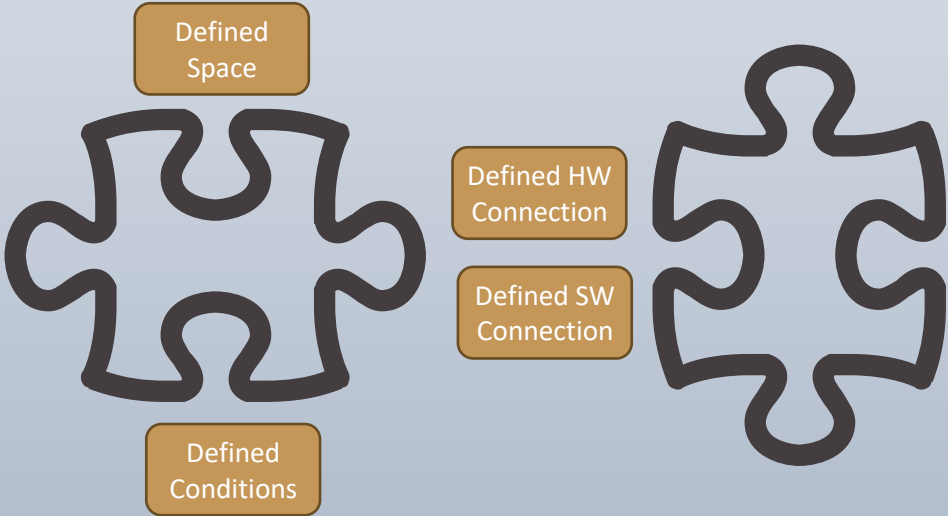 Defined
Space
Defined HW
Connection
Defined SW
Connection
Defined
Conditions